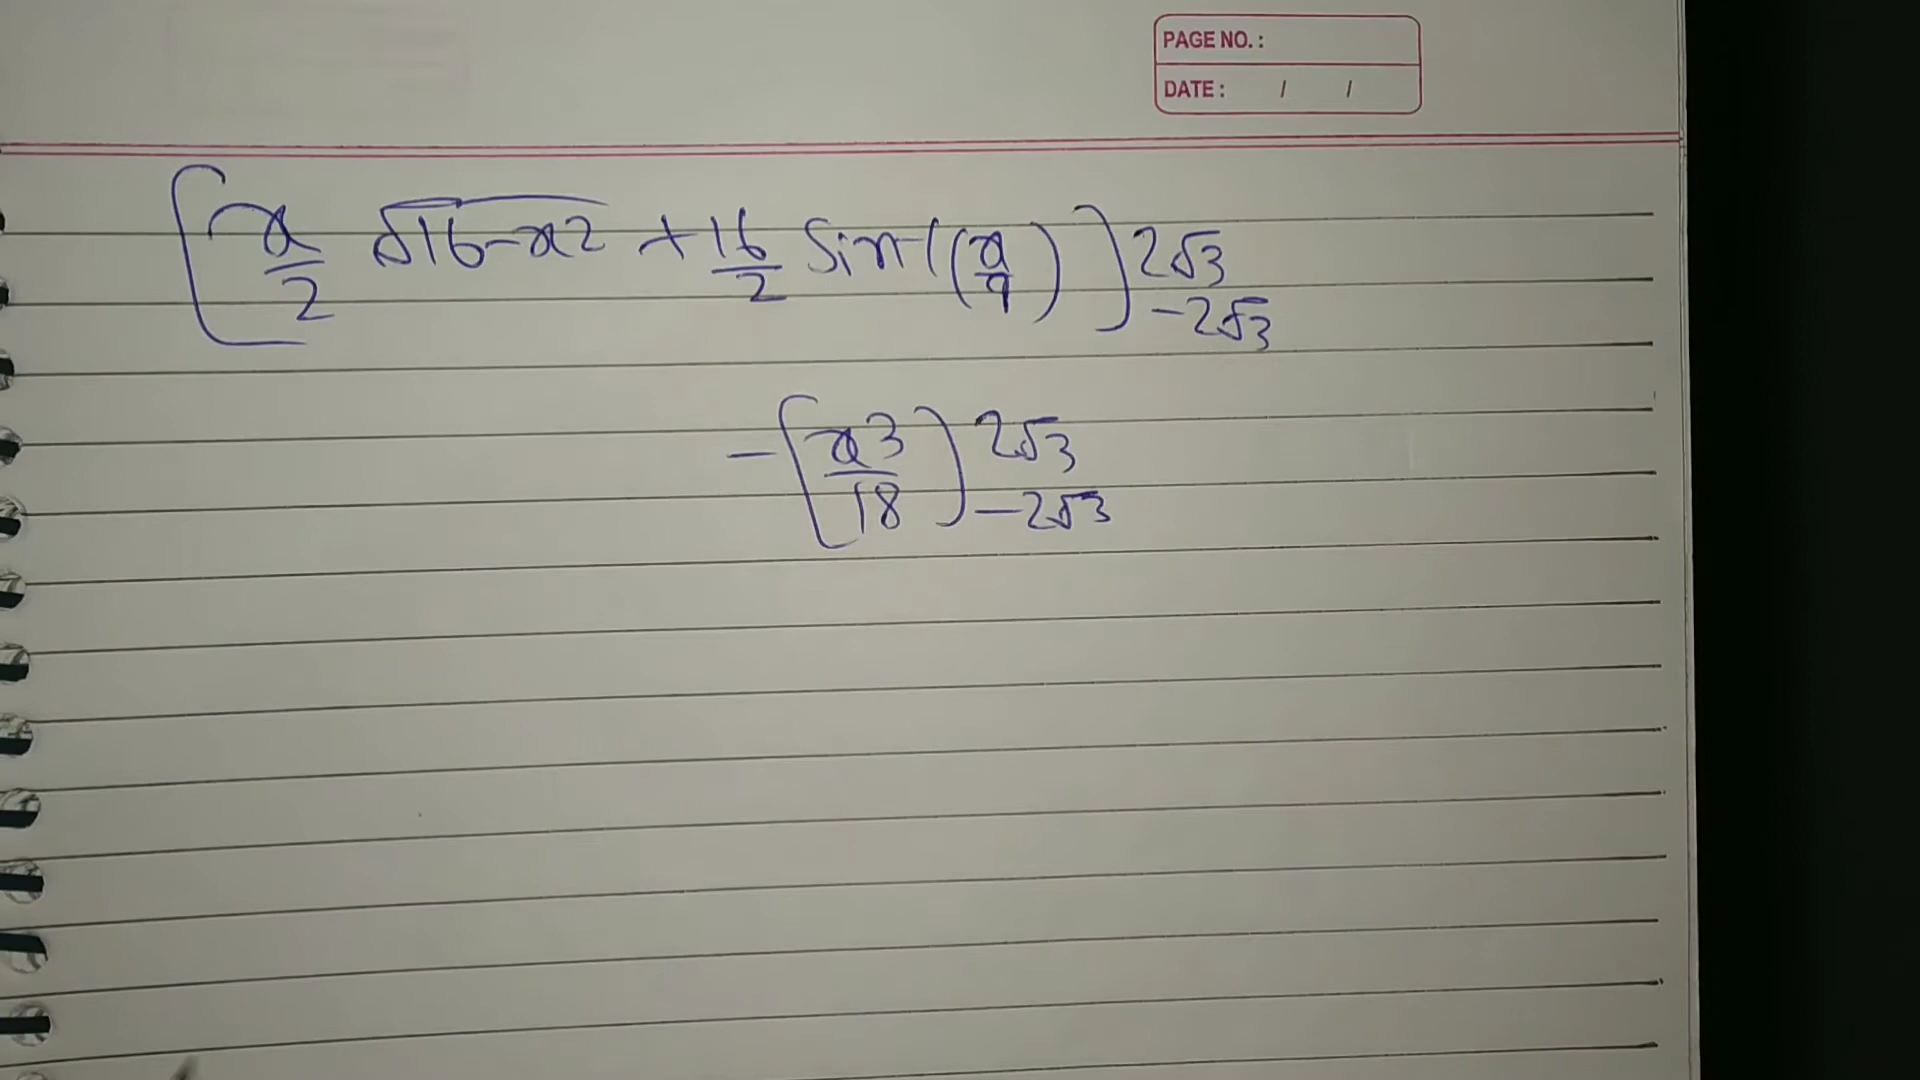 PAGE NO. :
DATE : / /
[x/2 √16-x2 + 16/2 Sin-1(x/4)] 2√3 -2√3
-[x3/18] 2√3 -2√3